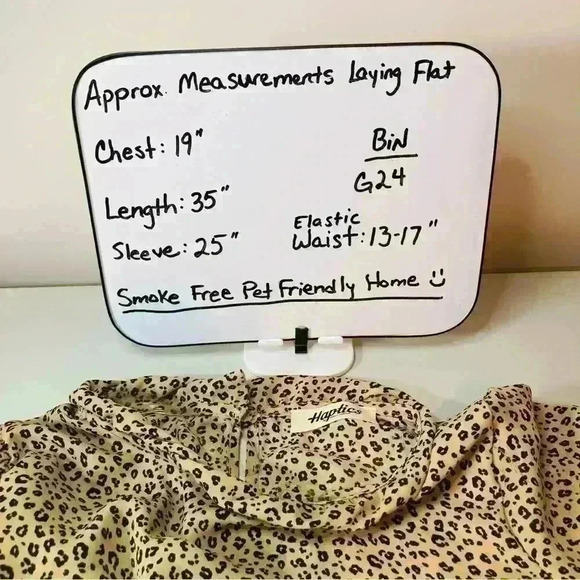 Approx. Measurements Laying Flat
Chest: 19"
BiN
G24
Length: 35"
Elastic
Sleeve: 25"
Waist: 13-17"
Smoke Free Pet Friendly Home
Haptics